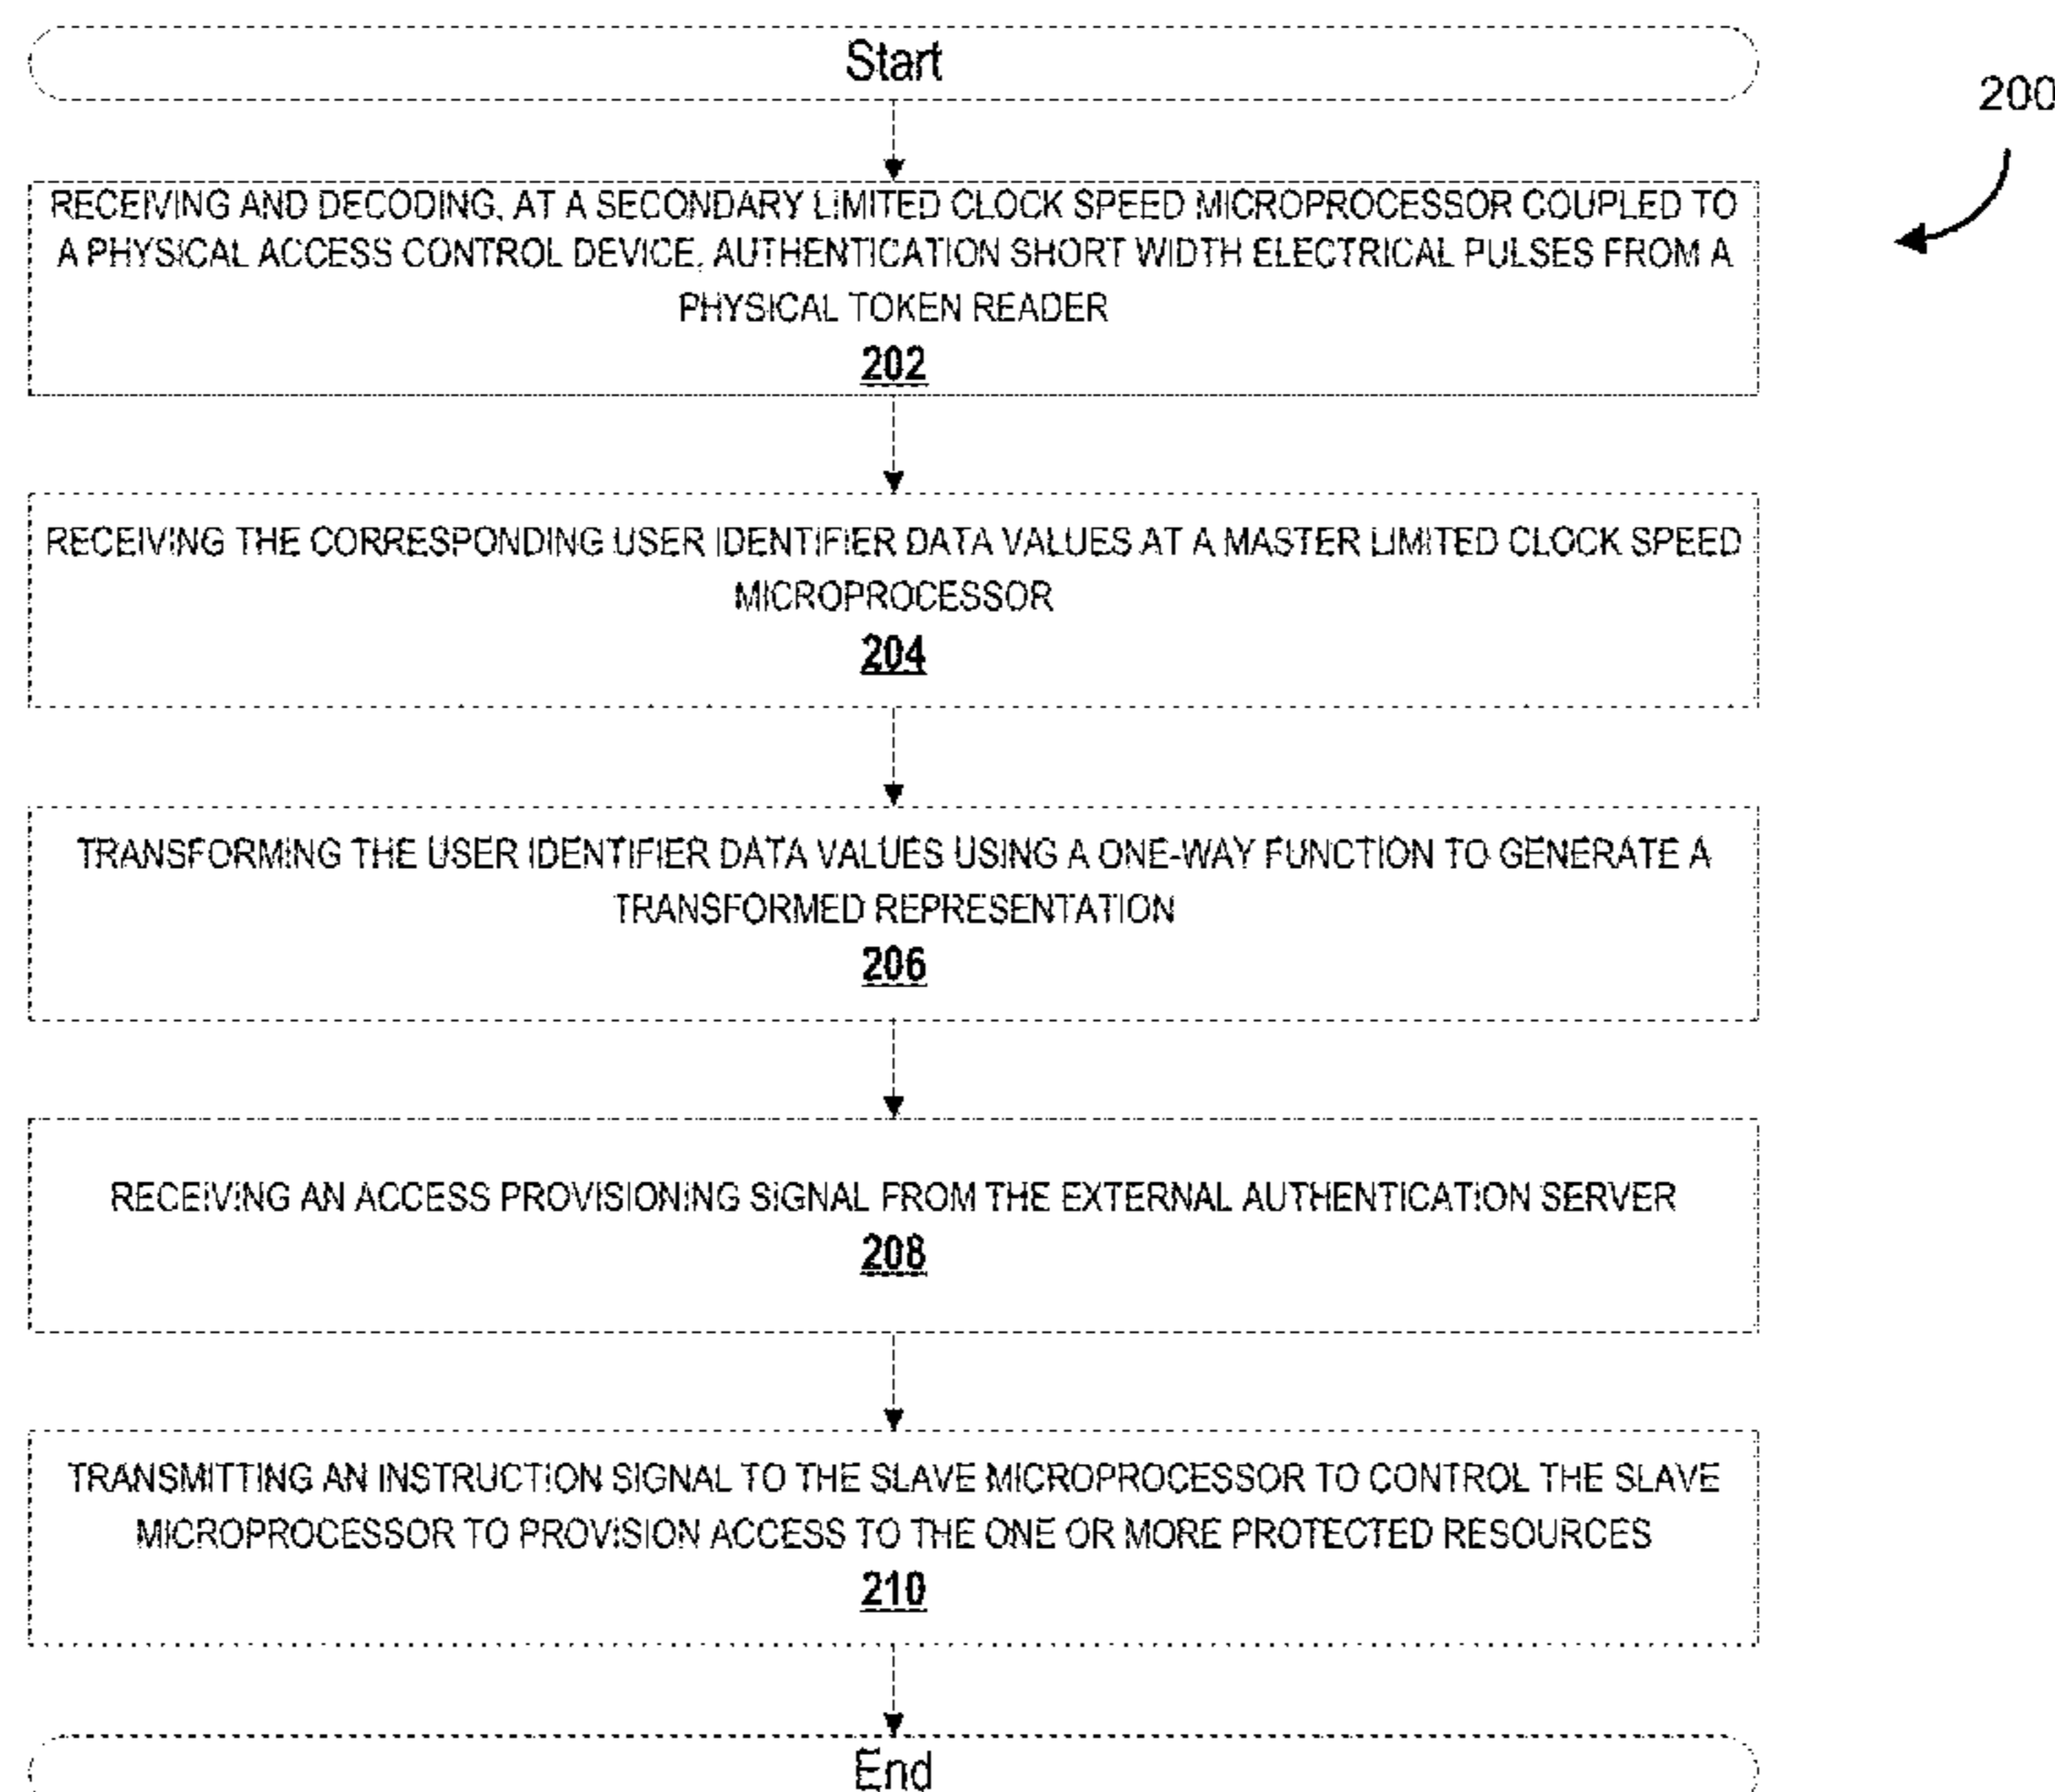 Start
200
RECEIVING AND DECODING, AT A SECONDARY LIMITED CLOCK SPEED MICROPROCESSOR COUPLED TO
A PHYSICAL ACCESS CONTROL DEVICE, AUTHENTICATION SHORT WIDTH ELECTRICAL PULSES FROM A
PHYSICAL TOKEN READER
202
RECEIVING THE CORRESPONDING USER IDENTIFIER DATA VALUES AT A MASTER LIMITED CLOCK SPEED
MICROPROCESSOR
204
TRANSFORMING THE USER IDENTIFIER DATA VALUES USING A ONE-WAY FUNCTION TO GENERATE A
TRANSFORMED REPRESENTATION
206
RECEIVING AN ACCESS PROVISIONING SIGNAL FROM THE EXTERNAL AUTHENTICATION SERVER
208
TRANSMITTING AN INSTRUCTION SIGNAL TO THE SLAVE MICROPROCESSOR TO CONTROL THE SLAVE
MICROPROCESSOR TO PROVISION ACCESS TO THE ONE OR MORE PROTECTED RESOURCES
210
End